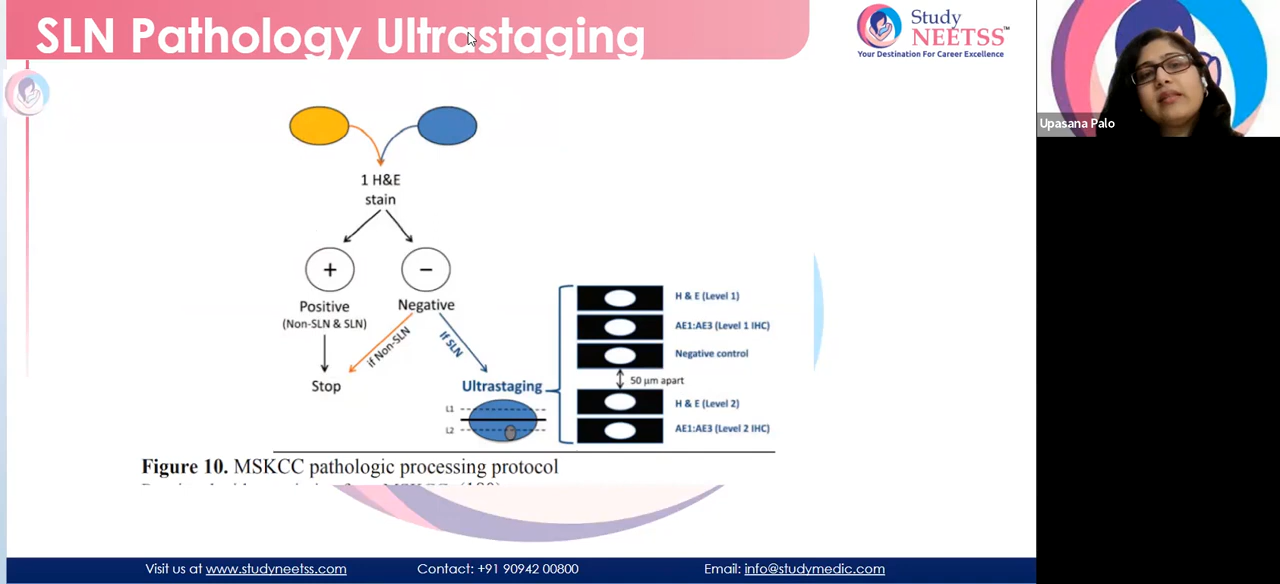 SLN Pathology Ultrastaging
Study
NEETSS™
Your Destination For Career Excellence
Upasana Palo
1 H&E
stain
+
−
Positive
(Non-SLN & SLN)
Negative
if Non-SLN
If SLN
Stop
Ultrastaging
L1
L2
H & E (Level 1)
AE1:AE3 (Level 1 IHC)
Negative control
50 µm apart
H & E (Level 2)
AE1:AE3 (Level 2 IHC)
Figure 10. MSKCC pathologic processing protocol
Visit us at www.studyneetss.com
Contact: +91 90942 00800
Email: info@studymedic.com